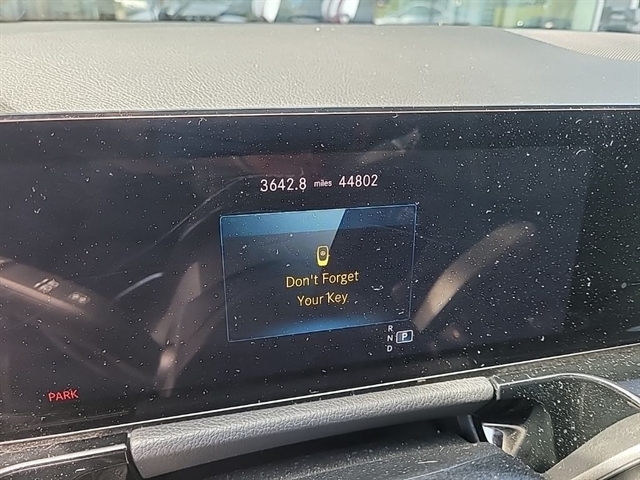 3642.8 miles 44802
Don't Forget
Your Key
R
N P
D
PARK